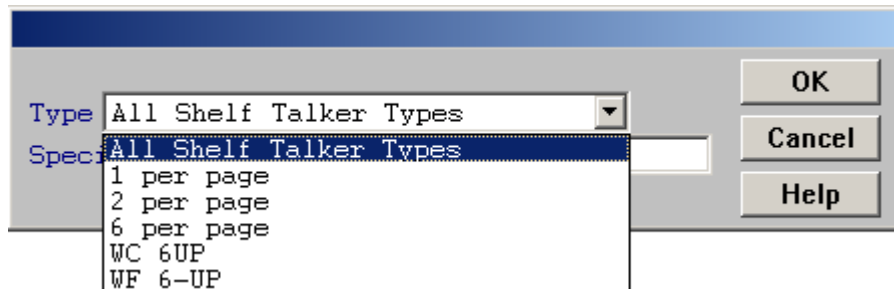 OK
Type All Shelf Talker Types
Cancel
Speci
All Shelf Talker Types
1 per page
2 per page
6 per page
Help
WC 6UP
WF 6-UP